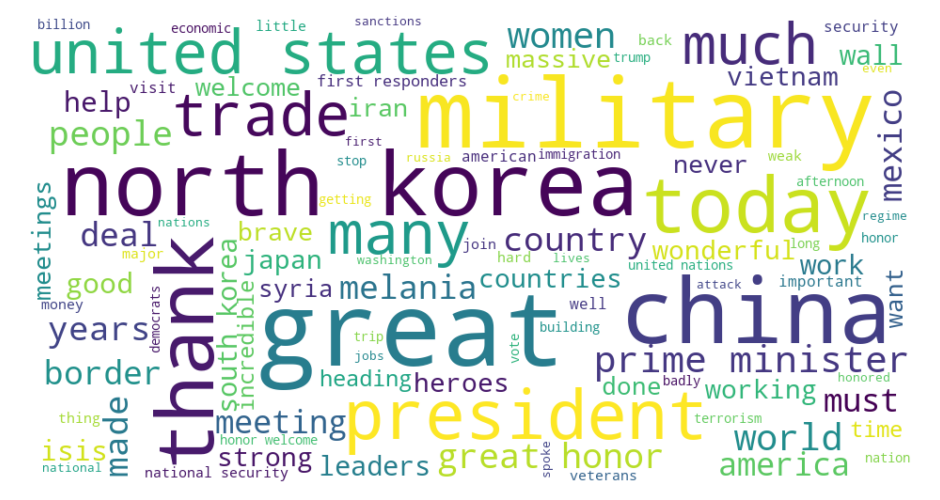 billion
economic
little
sanctions
united states
women
much
security
back
massive
trump
wall
visit
welcome
first responders
vietnam
even
help
trade
iran
crime
military
mexico
people
first
north korea
stop
russia
american
immigration
never
weak
getting
today
afternoon
meetings
deal
nations
thank
many
join
country
wonderful
long
regime
honor
major
brave
washington
hard
lives
united nations
work
good
south korea
incredible
japan
syria
melania
countries
attack
important
want
money
democrats
years
great
well
china
building
trip
jobs
vote
prime minister
border
heading
heroes
done
badly
working
honored
made
president
must
thing
meeting
terrorism
time
isis
honor welcome
world
national
national security
strong
leaders
great honor
spoke
veterans
america
nation